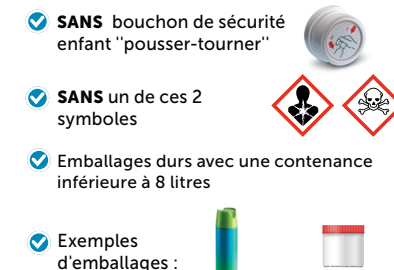 SANS bouchon de sécurité
enfant "pousser-tourner"
SANS un de ces 2
symboles
Emballages durs avec une contenance
inférieure à 8 litres
Exemples
d'emballages :